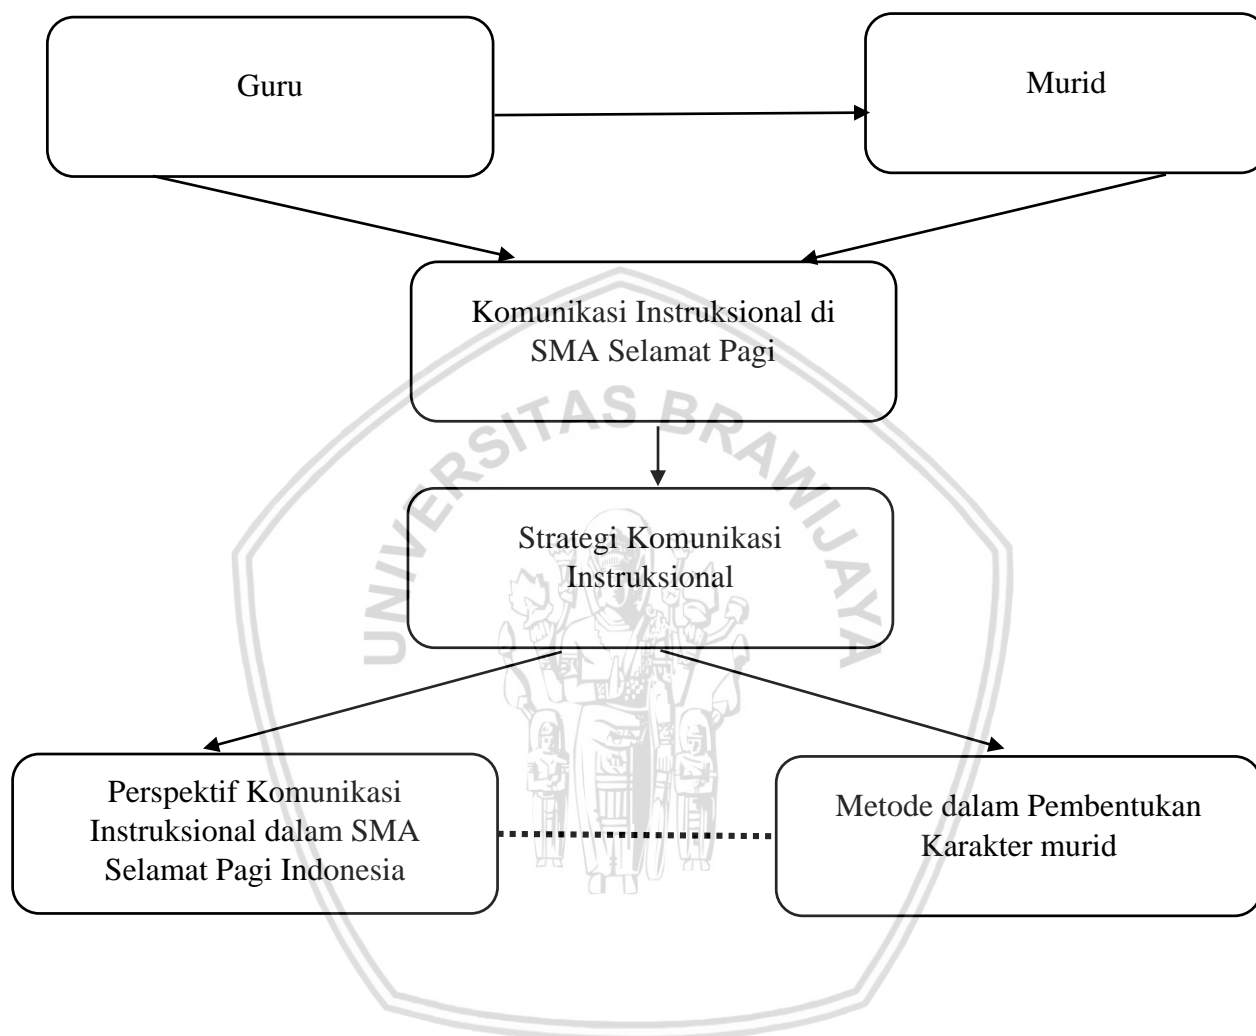 Guru
Murid
Komunikasi Instruksional di
SMA Selamat Pagi
UNIVERSITAS BRAWIJAYA
Strategi Komunikasi
Instruksional
Perspektif Komunikasi
Instruksional dalam SMA
Selamat Pagi Indonesia
Metode dalam Pembentukan
Karakter murid